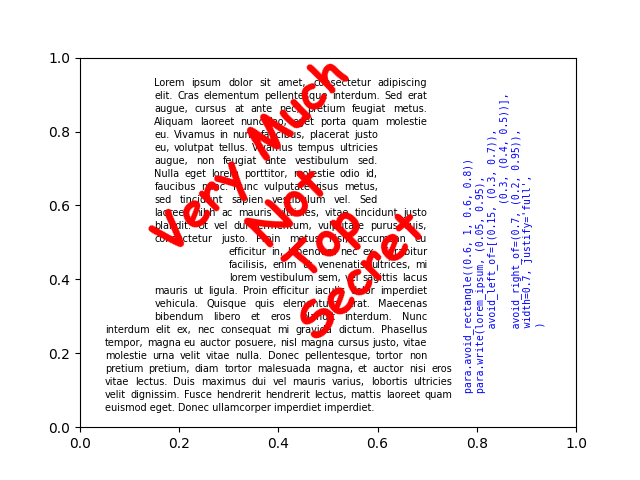 1.0
0.8
0.6
0.4
0.2
0.0
Lorem ipsum dolor sit amet, consectetur adipiscing
elit. Cras elementum pellentesque interdum. Sed erat
augue, cursus at ante nec, pretium feugiat metus.
Aliquam laoreet nunc eget porta quam molestie
eu. Vivamus in nunc faucibus, placerat justo
eu, volutpat tellus. Vivamus tempus ultricies
augue, non feugiat ante vestibulum sed.
Nulla eget lorem porttitor, molestie odio id,
faucibus Nunc vulputate risus metus,
sed tincidunt sapien vestibulum vel. Sed
laoreet nibh ac mauris ultricies, vitae tincidunt justo
blandit. Ut vel dui fermentum, vulputate purus quis,
consectetur justo. Proin metus nisi, accumsan eu
efficitur in, bibendum nec ex. Curabitur
facilisis, enim venenatis ultrices, mi
lorem vestibulum sem, vel sagittis lacus
mauris ut ligula. Proin efficitur iaculis dolor imperdiet
vehicula. Quisque quis elementum erat. Maecenas
bibendum libero et eros blandit interdum. Nunc
interdum elit ex, nec consequat mi gravida dictum. Phasellus
tempor, magna eu auctor posuere, nisl magna cursus justo, vitae
molestie urna velit vitae nulla. Donec pellentesque, tortor non
pretium pretium, diam tortor malesuada magna, et auctor nisi eros
vitae lectus. Duis maximus dui vel mauris varius, lobortis ultricies
velit dignissim. Fusce hendrerit hendrerit lectus, mattis laoreet quam
euismod eget. Donec ullamcorper imperdiet imperdiet.
Very Much
Not
Top
Secret
para.avoid_rectangle((0.6, 1, 0.6, 0.8))
para.write(lorem_ipsum, (0.05, 0.95),
avoid_left_of=[(0.15, (0.3, 0.7)),
(0.3, (0.4, 0.5))],
avoid_right_of=(0.7, (0.2, 0.95)),
width=0.7, justify='full',
)
0.0 0.2 0.4 0.6 0.8 1.0